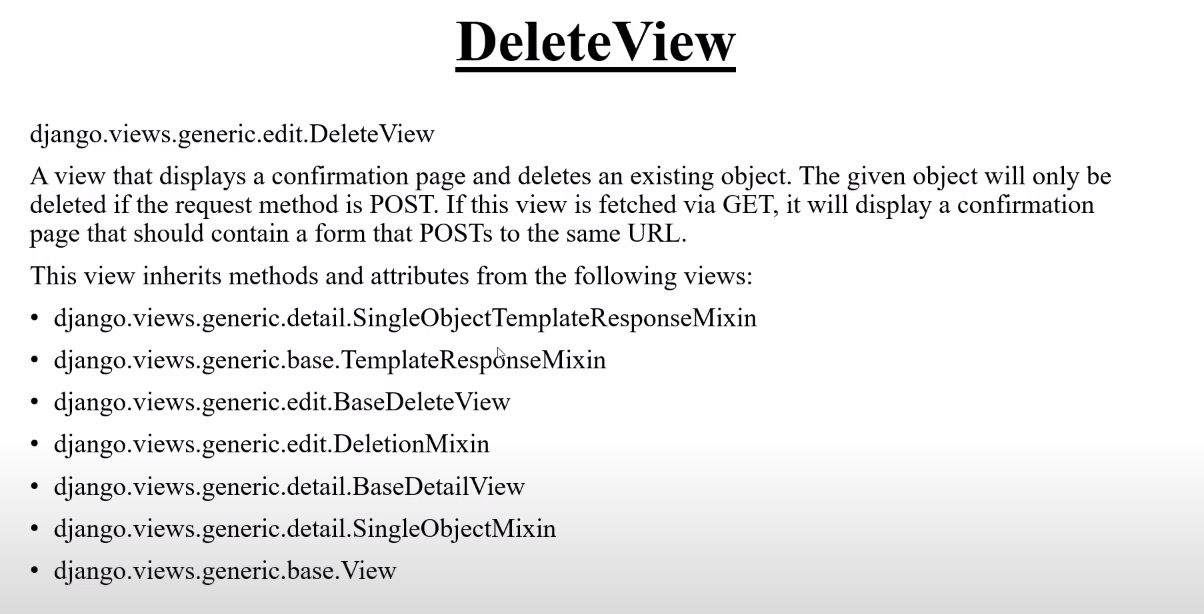 DeleteView
django.views.generic.edit.DeleteView
A view that displays a confirmation page and deletes an existing object. The given object will only be
deleted if the request method is POST. If this view is fetched via GET, it will display a confirmation
page that should contain a form that POSTs to the same URL.
This view inherits methods and attributes from the following views:
• django.views.generic.detail.SingleObjectTemplateResponseMixin
• django.views.generic.base.TemplateResponseMixin
• django.views.generic.edit.BaseDeleteView
• django.views.generic.edit.DeletionMixin
• django.views.generic.detail.BaseDetailView
• django.views.generic.detail.SingleObjectMixin
• django.views.generic.base.View